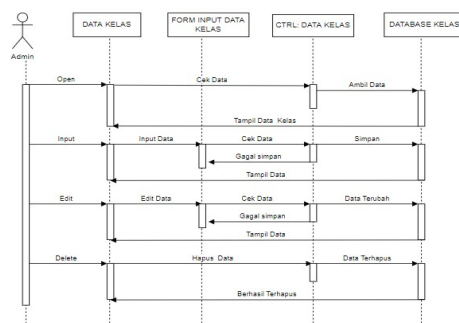 DATA KELAS
FORM INPUT DATA
KELAS
CTRL: DATA KELAS
DATABASE KELAS
Admin
Open
Cek Data
Ambil Data
Tampil Data Kelas
Input
Input Data
Cek Data
Simpan
Gagal simpan
Tampil Data
Edit
Edit Data
Cek Data
Data Terubah
Gagal simpan
Tampil Data
Delete
Hapus Data
Data Terhapus
Berhasil Terhapus